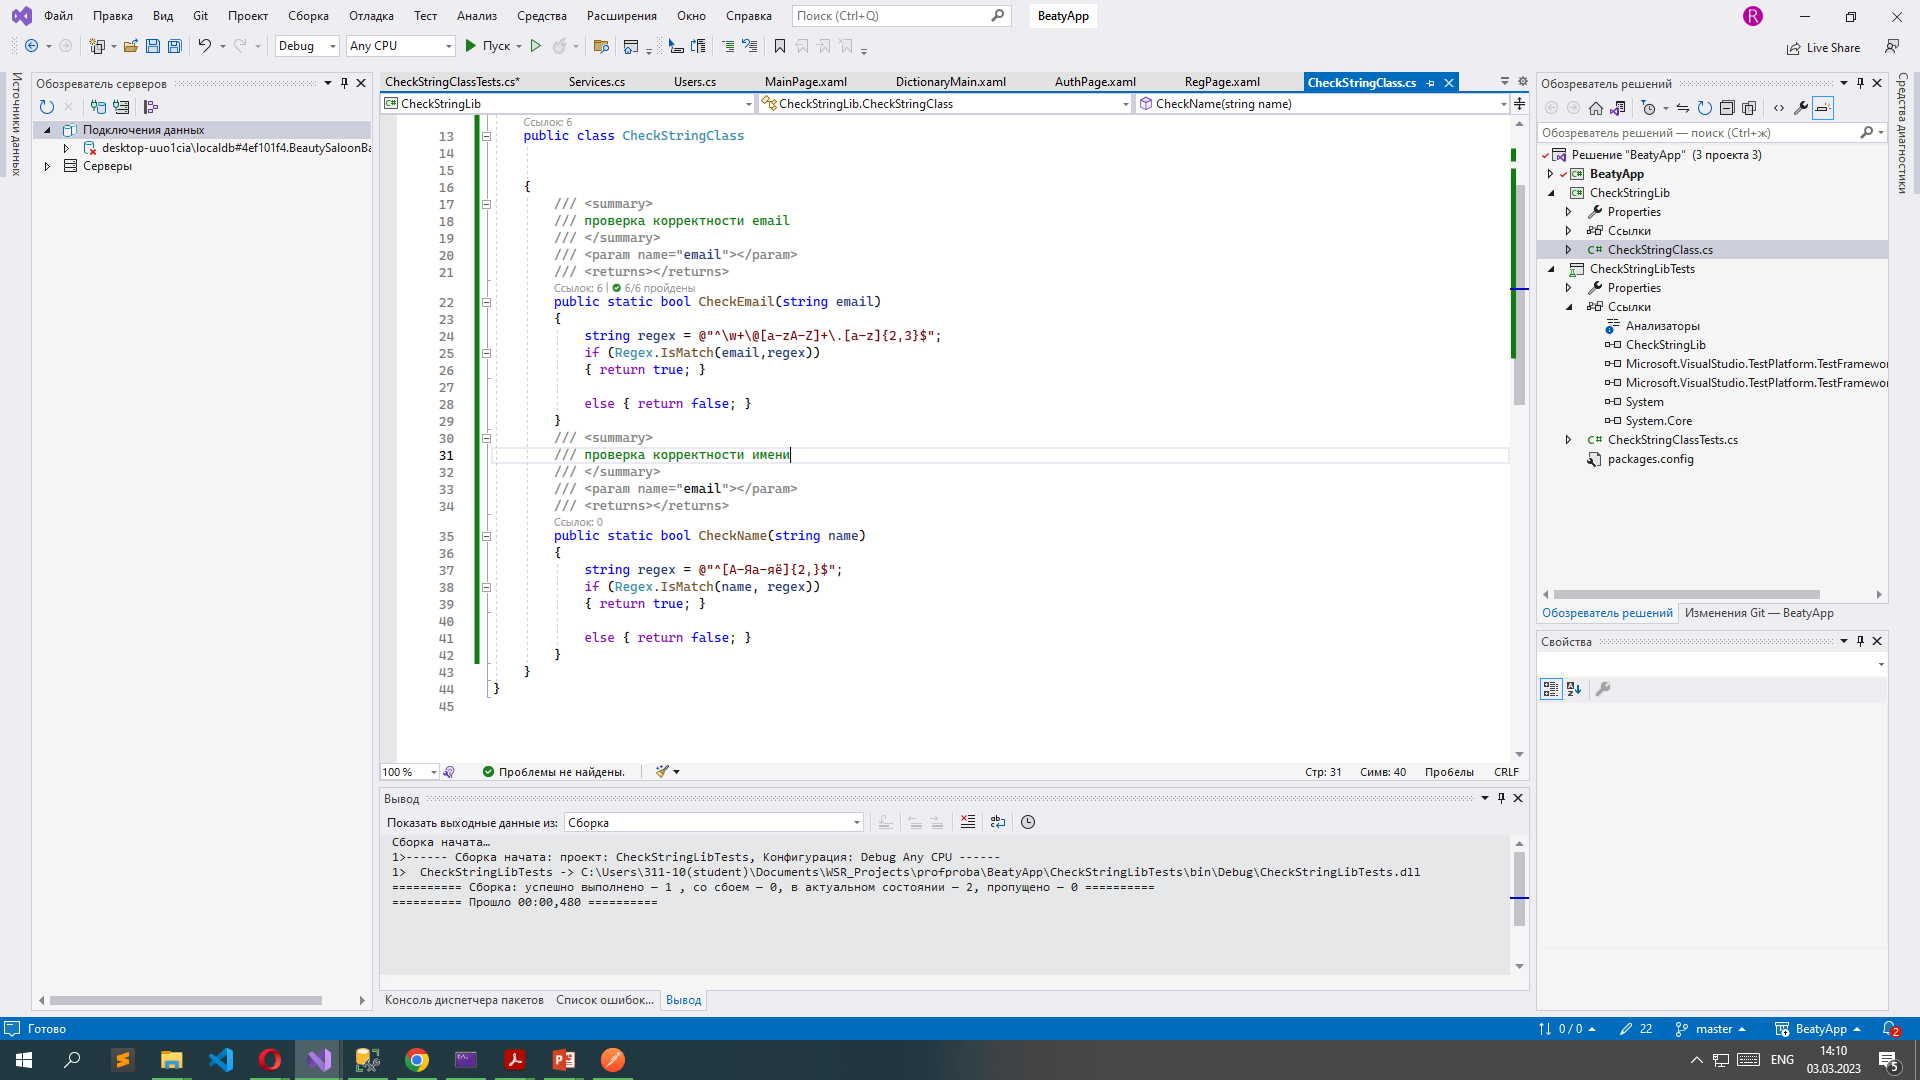 Файл Правка Вид Git Проект Сборка Отладка Тест Анализ Средства Расширения Окно Справка Поиск (Ctrl+Q) BeatyApp R
Debug Any CPU Пуск Live Share
Источники данных
Обозреватель серверов
Подключения данных
desktop-uuo1cia\localdb#4ef101f4.BeautySaloonBa
Серверы
CheckStringClassTests.cs* Services.cs Users.cs MainPage.xaml DictionaryMain.xaml AuthPage.xaml RegPage.xaml CheckStringClass.cs
CheckStringLib CheckStringLib.CheckStringClass CheckName(string name)
Ссылок: 6
13 public class CheckStringClass
14
15
16 {
17 /// <summary>
18 /// проверка корректности email
19 /// </summary>
20 /// <param name="email"></param>
21 /// <returns></returns>
Ссылок: 6 | 6/6 пройдены
22 public static bool CheckEmail(string email)
23 {
24 string regex = @"^\w+\@[a-zA-Z]+\.[a-z]{2,3}$";
25 if (Regex.IsMatch(email,regex))
26 { return true; }
27
28 else { return false; }
29 }
30 /// <summary>
31 /// проверка корректности имени
32 /// </summary>
33 /// <param name="email"></param>
34 /// <returns></returns>
Ссылок: 0
35 public static bool CheckName(string name)
36 {
37 string regex = @"^[А-Яа-яё]{2,}$";
38 if (Regex.IsMatch(name, regex))
39 { return true; }
40
41 else { return false; }
42 }
43 }
44 }
45
100 % Проблемы не найдены. Стр: 31 Симв: 40 Пробелы CRLF
Вывод
Показать выходные данные из: Сборка
Сборка начата…
1>------ Сборка начата: проект: CheckStringLibTests, Конфигурация: Debug Any CPU ------
1>  CheckStringLibTests -> C:\Users\311-10(student)\Documents\WSR_Projects\profproba\BeatyApp\CheckStringLibTests\bin\Debug\CheckStringLibTests.dll
========== Сборка: успешно выполнено — 1 , со сбоем — 0, в актуальном состоянии — 2, пропущено — 0 ==========
========== Прошло 00:00,480 ==========
Консоль диспетчера пакетов Список ошибок... Вывод
Обозреватель решений
Обозреватель решений — поиск (Ctrl+ж)
Решение "BeatyApp" (3 проекта 3)
BeatyApp
CheckStringLib
Properties
Ссылки
CheckStringClass.cs
CheckStringLibTests
Properties
Ссылки
Анализаторы
CheckStringLib
Microsoft.VisualStudio.TestPlatform.TestFramewor
Microsoft.VisualStudio.TestPlatform.TestFramewor
System
System.Core
CheckStringClassTests.cs
packages.config
Обозреватель решений Изменения Git — BeatyApp
Свойства
Средства диагностики
Готово 0 / 0 22 master BeatyApp 2
ENG 14:10 5
03.03.2023